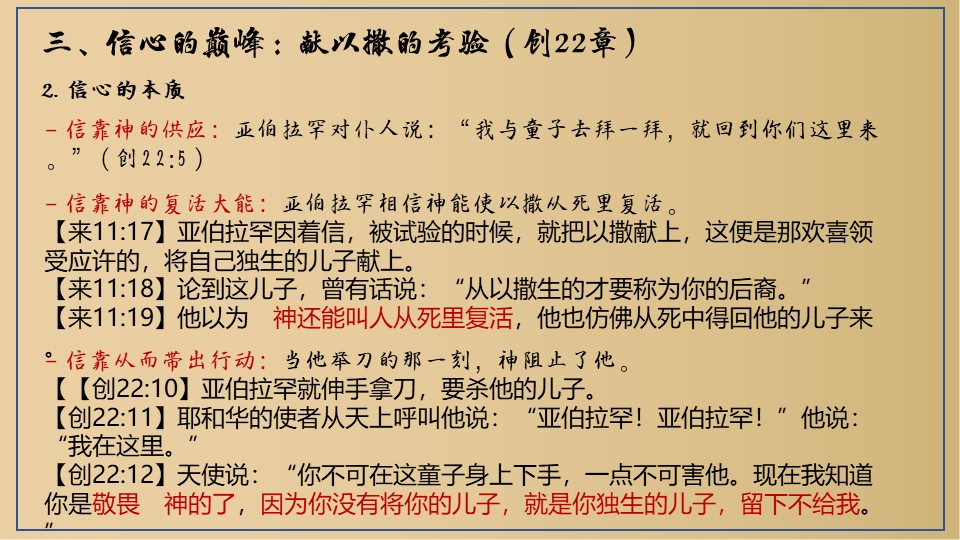 三、信心的巅峰：献以撒的考验（创22章）
2. 信心的本质
– 信靠神的供应：亚伯拉罕对仆人说：“我与童子去拜一拜，就回到你们这里来
。”（创22:5）
– 信靠神的复活大能：亚伯拉罕相信神能使以撒从死里复活。
【来11:17】亚伯拉罕因着信，被试验的时候，就把以撒献上，这便是那欢喜领
受应许的，将自己独生的儿子献上。
【来11:18】论到这儿子，曾有话说：“从以撒生的才要称为你的后裔。”
【来11:19】他以为　神还能叫人从死里复活，他也仿佛从死中得回他的儿子来
。
– 信靠从而带出行动：当他举刀的那一刻，神阻止了他。
【【创22:10】亚伯拉罕就伸手拿刀，要杀他的儿子。
【创22:11】耶和华的使者从天上呼叫他说：“亚伯拉罕！亚伯拉罕！”他说：
“我在这里。”
【创22:12】天使说：“你不可在这童子身上下手，一点不可害他。现在我知道
你是敬畏　神的了，因为你没有将你的儿子，就是你独生的儿子，留下不给我。
”